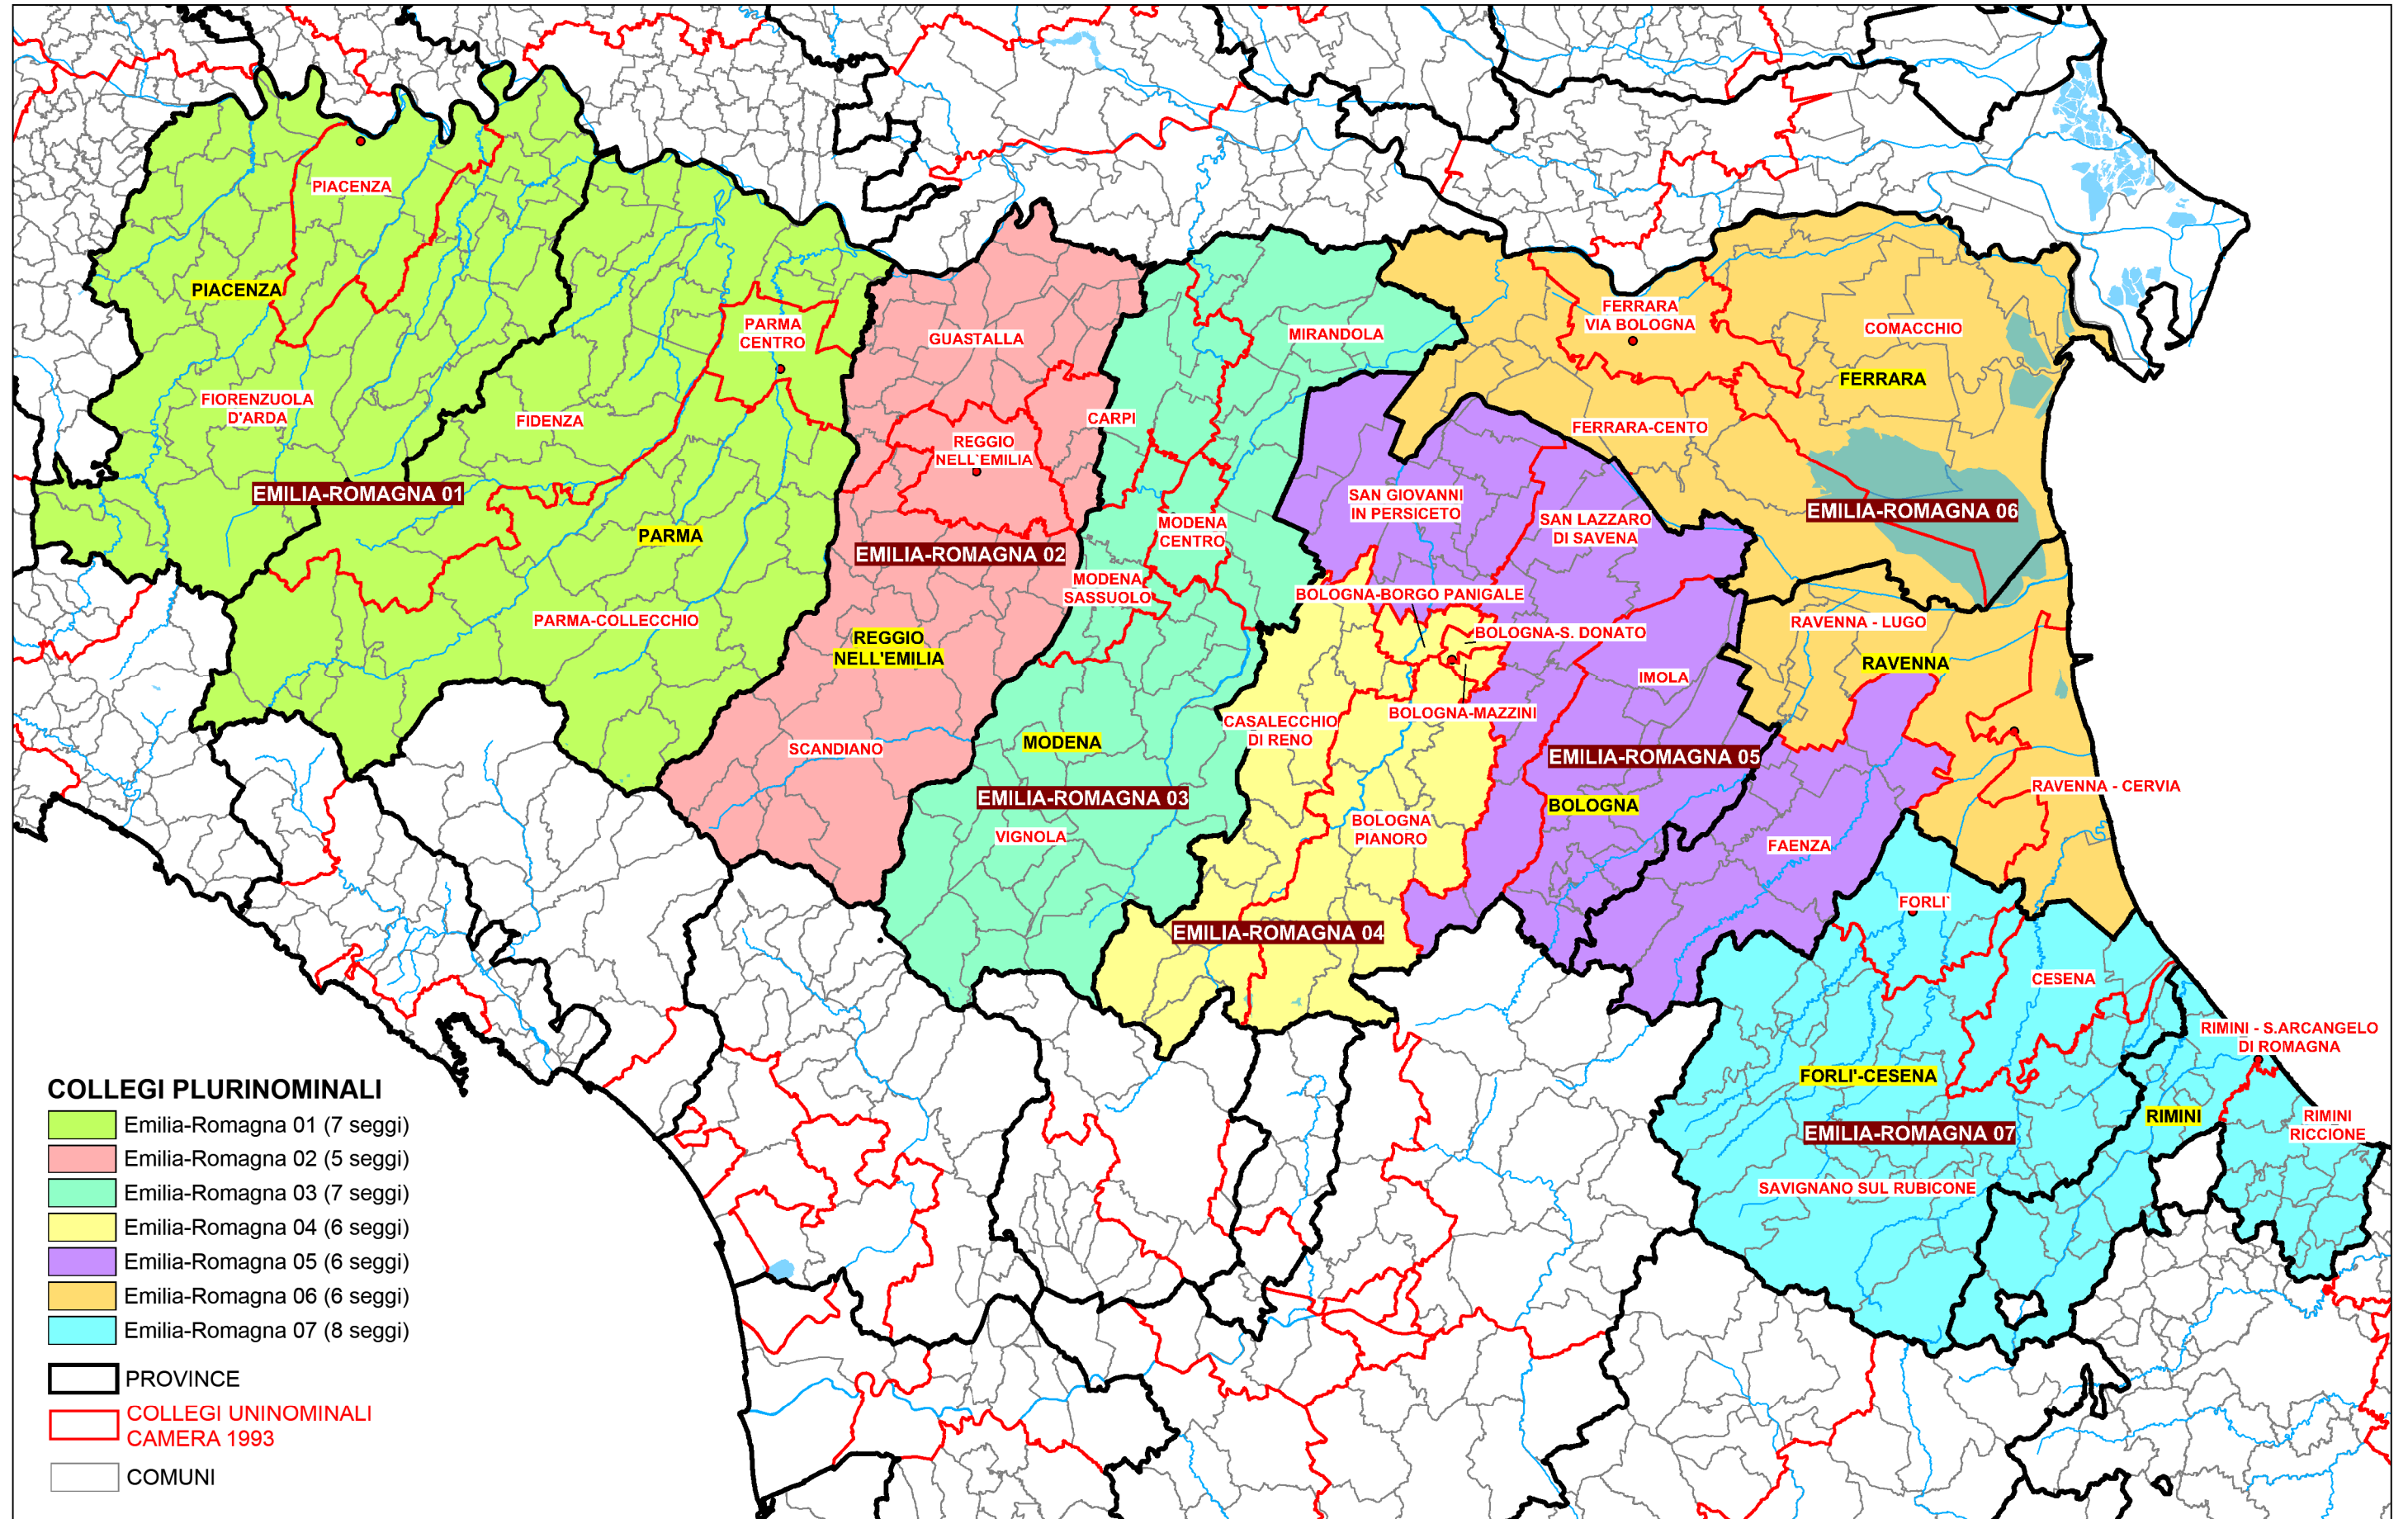 PIACENZA
PIACENZA
FIORENZUOLA
D'ARDA
FIDENZA
PARMA
CENTRO
EMILIA-ROMAGNA 01
PARMA
PARMA-COLLECCHIO
GUASTALLA
CARPI
REGGIO
NELL'EMILIA
EMILIA-ROMAGNA 02
REGGIO
NELL'EMILIA
SCANDIANO
MIRANDOLA
MODENA
CENTRO
MODENA
SASSUOLO
MODENA
EMILIA-ROMAGNA 03
VIGNOLA
FERRARA
VIA BOLOGNA
COMACCHIO
FERRARA
FERRARA-CENTO
EMILIA-ROMAGNA 06
SAN GIOVANNI
IN PERSICETO
SAN LAZZARO
DI SAVENA
BOLOGNA-BORGO PANIGALE
BOLOGNA-S. DONATO
RAVENNA - LUGO
RAVENNA
IMOLA
BOLOGNA-MAZZINI
CASALECCHIO
DI RENO
EMILIA-ROMAGNA 05
BOLOGNA
RAVENNA - CERVIA
BOLOGNA
PIANORO
FAENZA
EMILIA-ROMAGNA 04
FORLI'
CESENA
RIMINI - S.ARCANGELO
DI ROMAGNA
FORLI'-CESENA
RIMINI
RIMINI
RICCIONE
EMILIA-ROMAGNA 07
SAVIGNANO SUL RUBICONE
COLLEGI PLURINOMINALI
Emilia-Romagna 01 (7 seggi)
Emilia-Romagna 02 (5 seggi)
Emilia-Romagna 03 (7 seggi)
Emilia-Romagna 04 (6 seggi)
Emilia-Romagna 05 (6 seggi)
Emilia-Romagna 06 (6 seggi)
Emilia-Romagna 07 (8 seggi)
PROVINCE
COLLEGI UNINOMINALI
CAMERA 1993
COMUNI